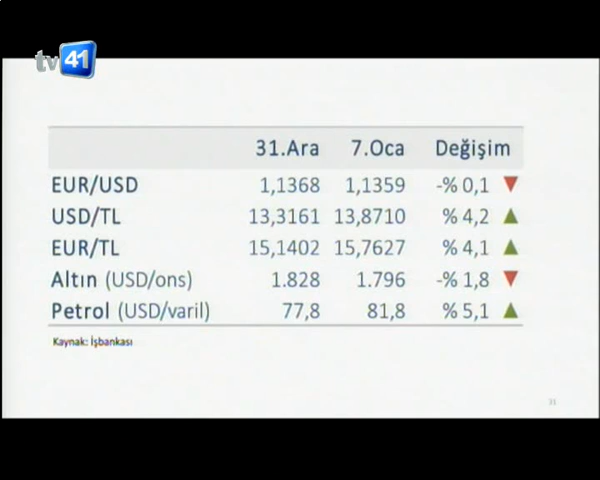 tv41
31.Ara 7.Oca Değişim
EUR/USD 1,1368 1,1359 -% 0,1
USD/TL 13,3161 13,8710 % 4,2
EUR/TL 15,1402 15,7627 % 4,1
Altın (USD/ons) 1.828 1.796 -% 1,8
Petrol (USD/varil) 77,8 81,8 % 5,1
Kaynak: İşbankası